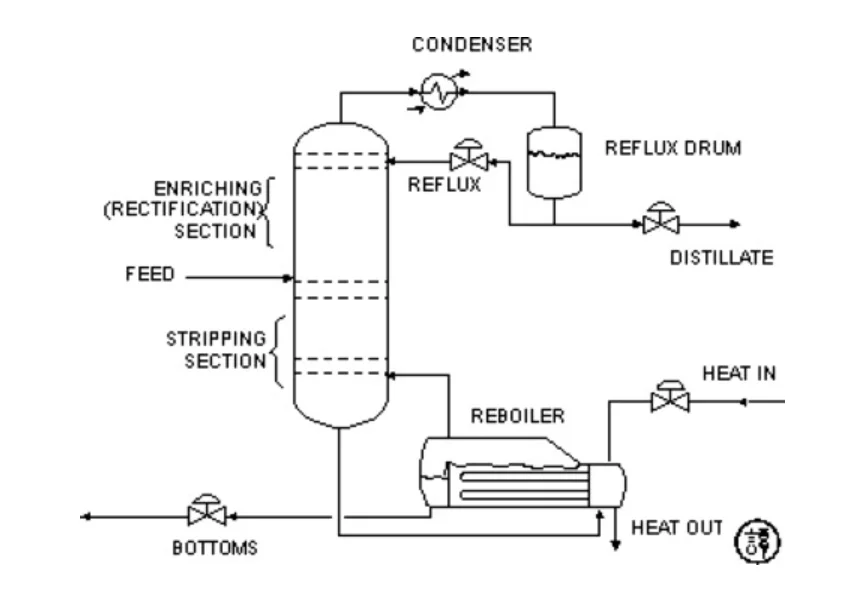 CONDENSER
REFLUX DRUM
REFLUX
ENRICHING
(RECTIFICATION)
SECTION
DISTILLATE
FEED
STRIPPING
SECTION
HEAT IN
REBOILER
HEAT OUT
BOTTOMS